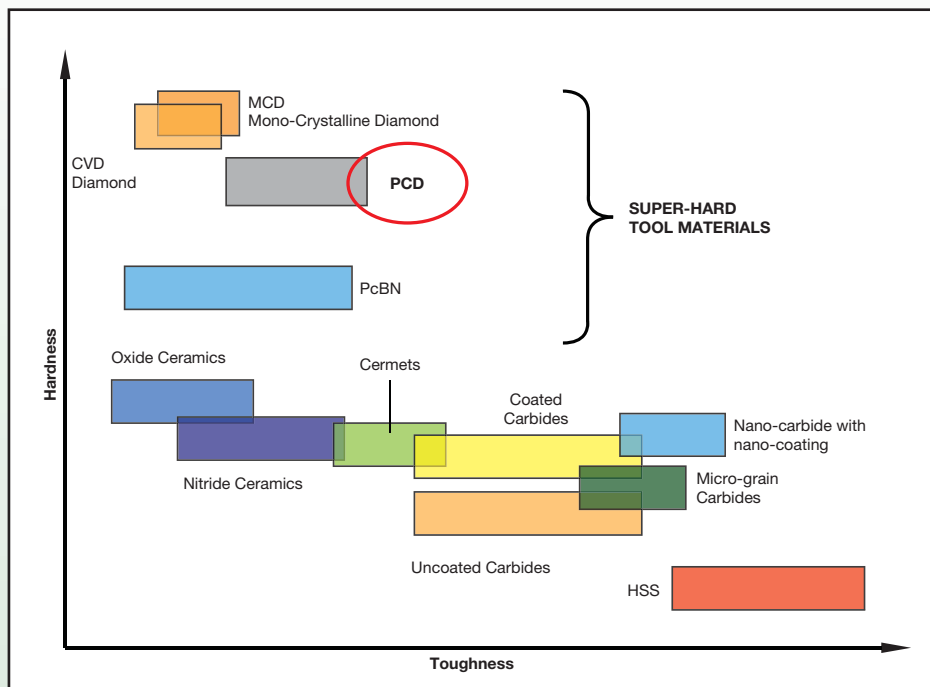 MCD
Mono-Crystalline Diamond
CVD
Diamond
PCD
SUPER-HARD
TOOL MATERIALS
PcBN
Hardness
Oxide Ceramics
Cermets
Coated
Carbides
Nano-carbide with
nano-coating
Nitride Ceramics
Micro-grain
Carbides
Uncoated Carbides
HSS
Toughness